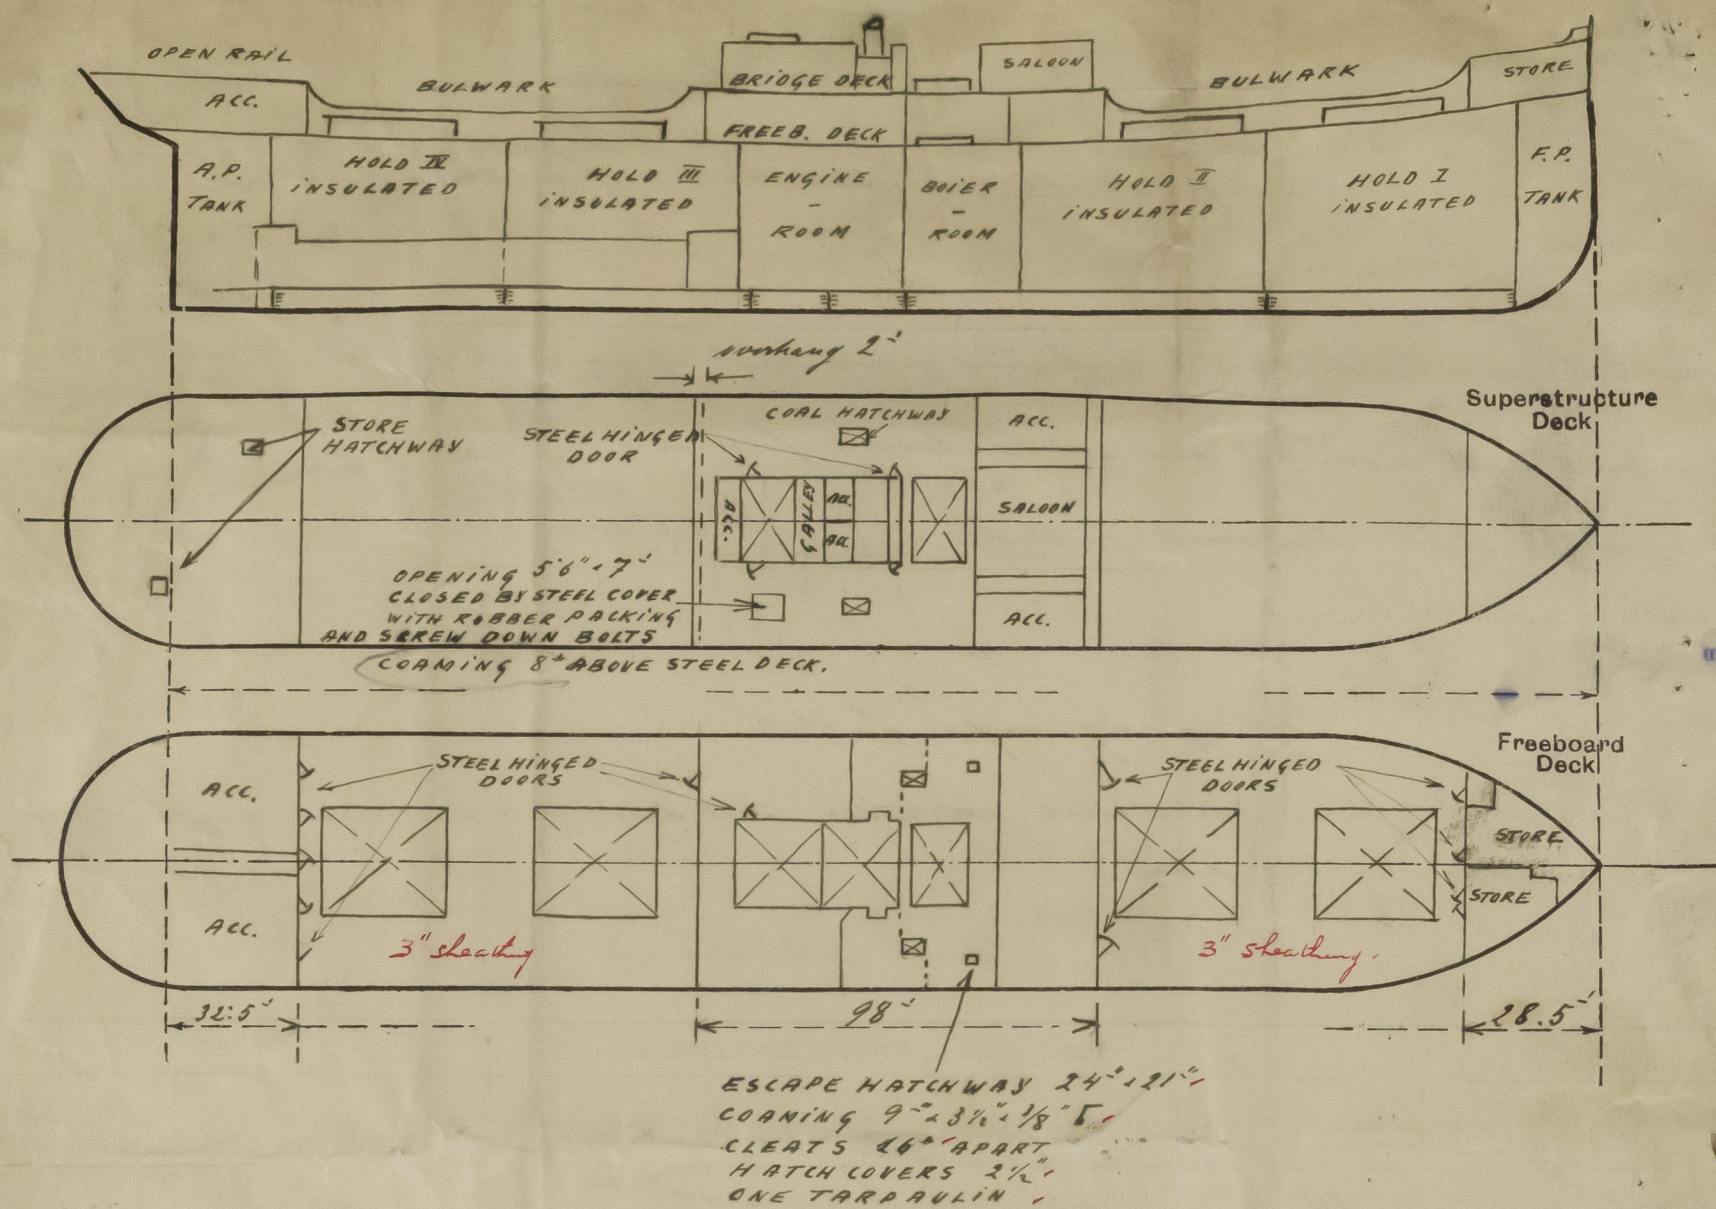 OPEN RAIL
ACC.
BULWARK
BRIDGE DECK
SALOON
BULWARK
STORE
FREEB. DECK
A.P.
TANK
HOLD IV
INSULATED
HOLD III
INSULATED
ENGINE
-
ROOM
BOIER
-
ROOM
HOLD II
INSULATED
HOLD I
INSULATED
F.P.
TANK
overhang 2'
Superstructure
Deck
STORE
HATCHWAY
STEEL HINGED
DOOR
COAL HATCHWAY
ACC.
ACC.
GALLEY
ACC
ACC
SALOON
ACC.
OPENING 5'6" x 7'
CLOSED BY STEEL COVER
WITH RUBBER PACKING
AND SCREW DOWN BOLTS
COAMING 8" ABOVE STEEL DECK.
Freeboard
Deck
ACC.
STEEL HINGED
DOORS
STEEL HINGED
DOORS
STORE
STORE
ACC.
3" sheathing
3" sheathing.
32.5'
98'
28.5'
ESCAPE HATCHWAY 24" x 21"
COAMING 9" x 3½" x 3/8"
CLEATS 26" APART
HATCH COVERS 2½"
ONE TARPAULIN